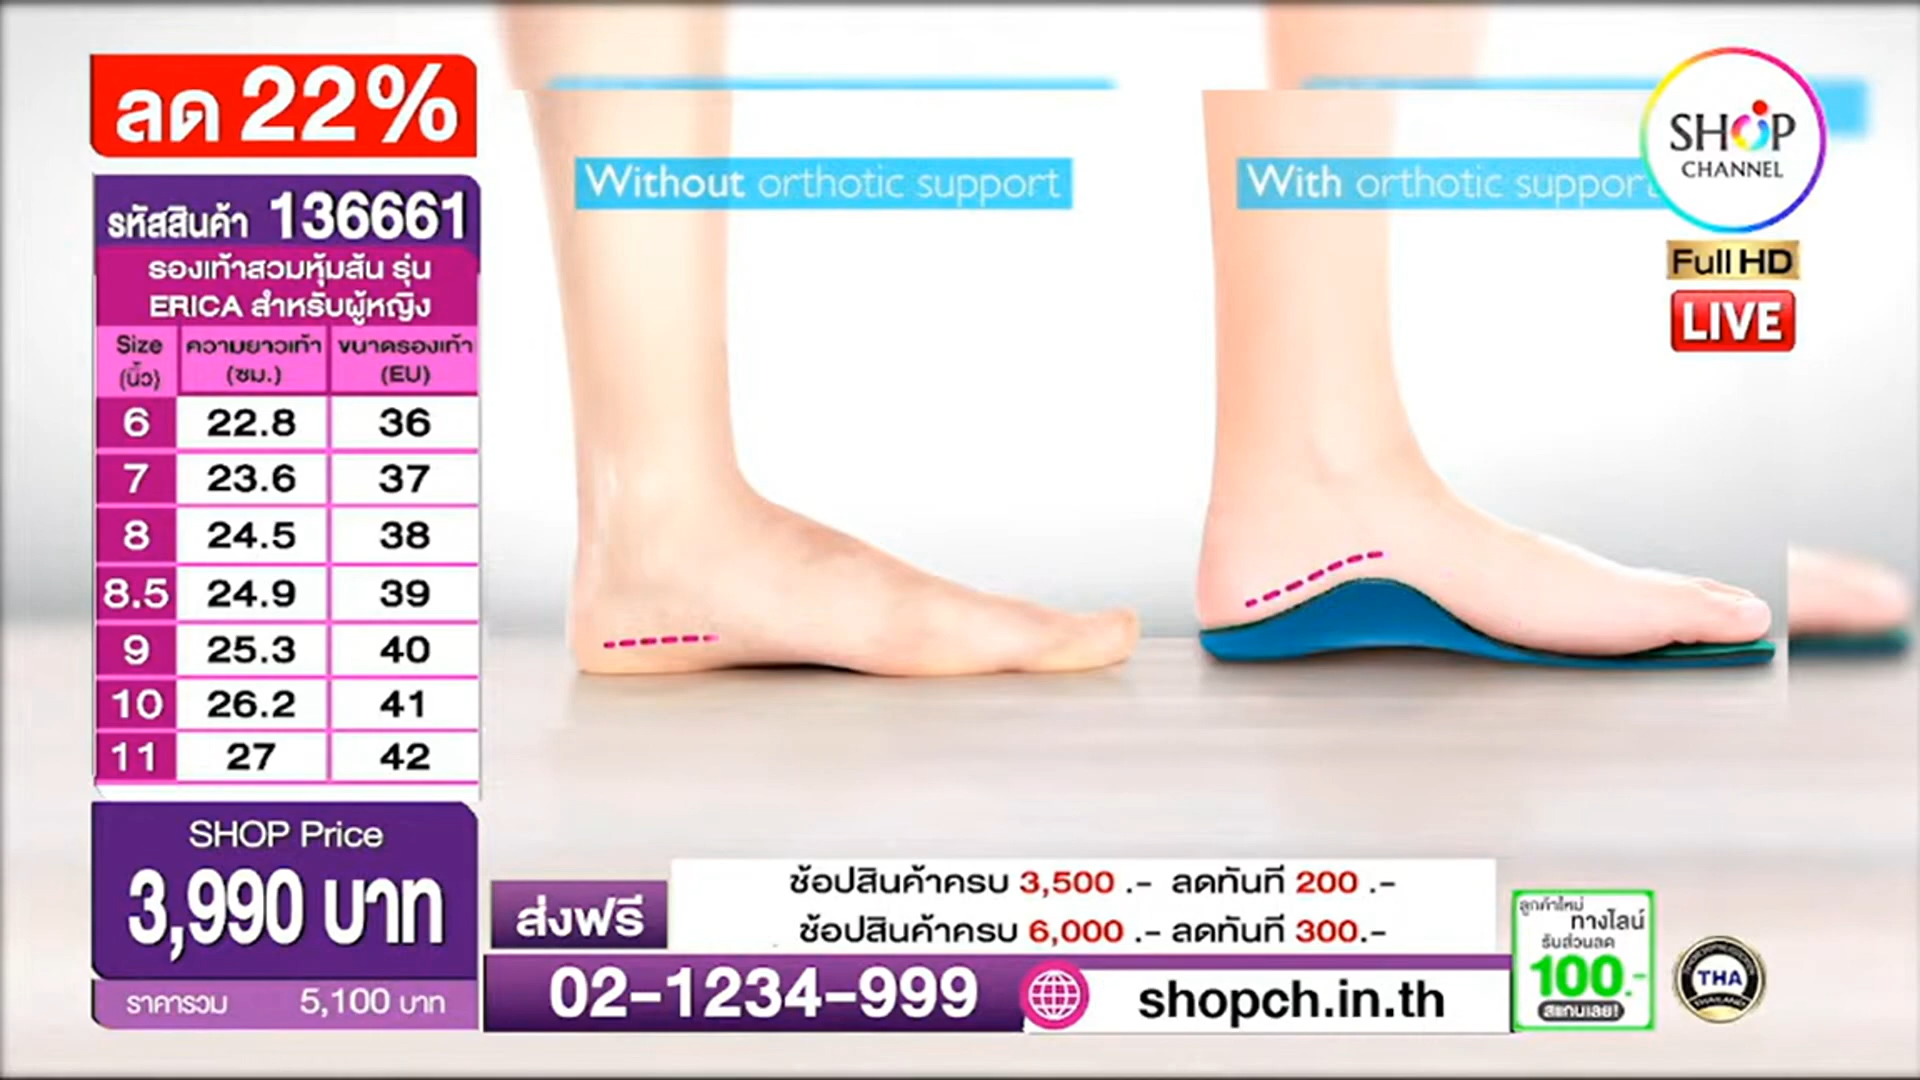 ลด 22%
รหัสสินค้า 136661
รองเท้าสวมหุ้มส้น รุ่น
ERICA สำหรับผู้หญิง
Size (นิ้ว) ความยาวเท้า (ซม.) ขนาดรองเท้า (EU)
6 22.8 36
7 23.6 37
8 24.5 38
8.5 24.9 39
9 25.3 40
10 26.2 41
11 27 42
SHOP Price
3,990 บาท
ราคารวม 5,100 บาท
Without orthotic support
With orthotic suppor
SHOP
CHANNEL
Full HD
LIVE
ส่งฟรี
ช้อปสินค้าครบ 3,500 .- ลดทันที 200 .-
ช้อปสินค้าครบ 6,000 .- ลดทันที 300.-
02-1234-999
shopch.in.th
ลูกค้าใหม่
ทางไลน์
รับส่วนลด
100.-
สแกนเลย!
THA